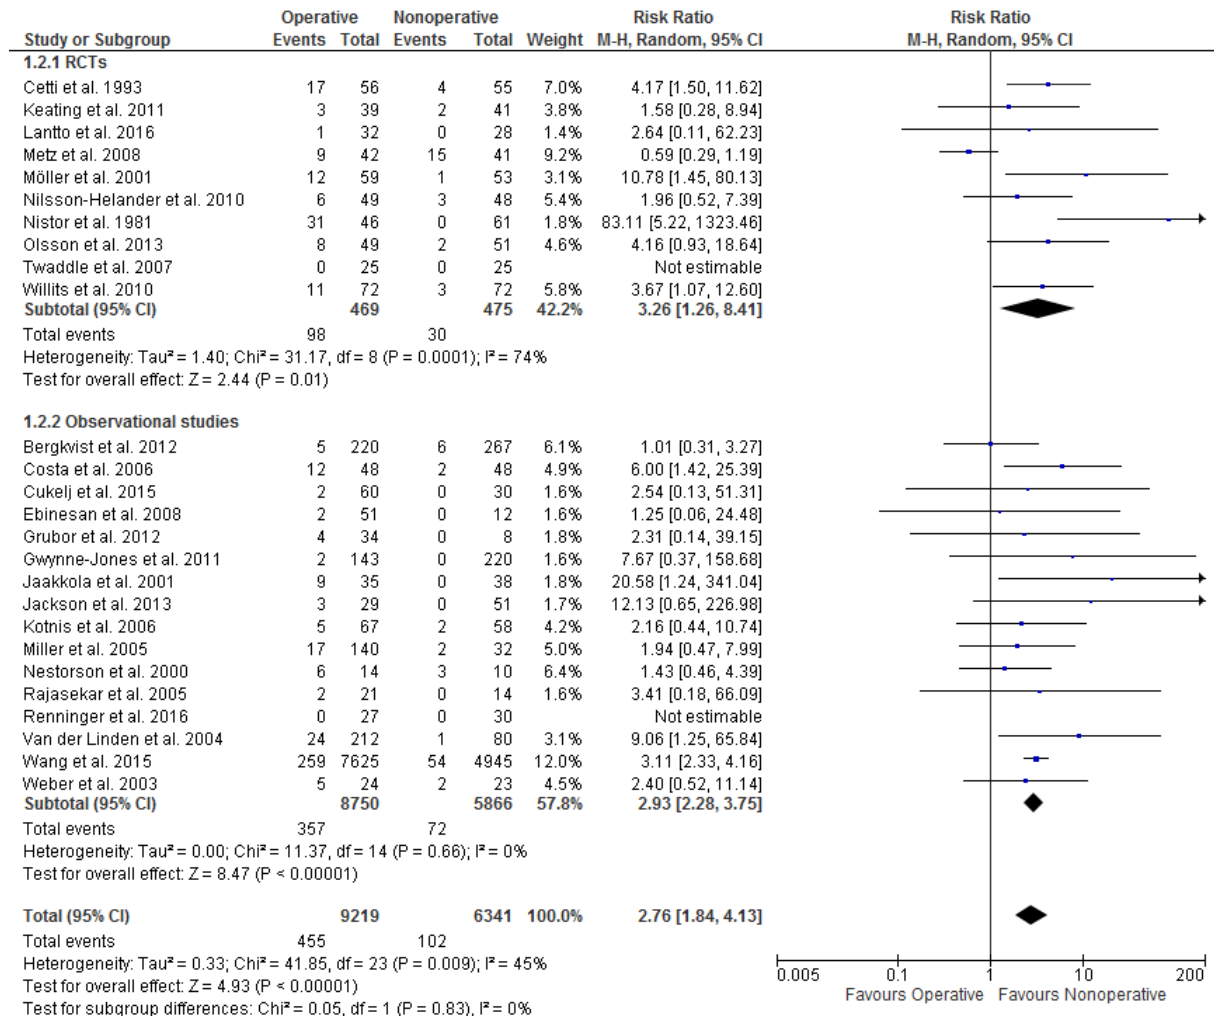 Operative Nonoperative Risk Ratio Risk Ratio
Study or Subgroup Events Total Events Total Weight M-H, Random, 95% CI M-H, Random, 95% CI
1.2.1 RCTs
Cetti et al. 1993 17 56 4 55 7.0% 4.17 [1.50, 11.62]
Keating et al. 2011 3 39 2 41 3.8% 1.58 [0.28, 8.94]
Lantto et al. 2016 1 32 0 28 1.4% 2.64 [0.11, 62.23]
Metz et al. 2008 9 42 15 41 9.2% 0.59 [0.29, 1.19]
Möller et al. 2001 12 59 1 53 3.1% 10.78 [1.45, 80.13]
Nilsson-Helander et al. 2010 6 49 3 48 5.4% 1.96 [0.52, 7.39]
Nistor et al. 1981 31 46 0 61 1.8% 83.11 [5.22, 1323.46]
Olsson et al. 2013 8 49 2 51 4.6% 4.16 [0.93, 18.64]
Twaddle et al. 2007 0 25 0 25 Not estimable
Willits et al. 2010 11 72 3 72 5.8% 3.67 [1.07, 12.60]
Subtotal (95% CI) 469 475 42.2% 3.26 [1.26, 8.41]
Total events 98 30
Heterogeneity: Tau² = 1.40; Chi² = 31.17, df = 8 (P = 0.0001); I² = 74%
Test for overall effect: Z = 2.44 (P = 0.01)
1.2.2 Observational studies
Bergkvist et al. 2012 5 220 6 267 6.1% 1.01 [0.31, 3.27]
Costa et al. 2006 12 48 2 48 4.9% 6.00 [1.42, 25.39]
Cukelj et al. 2015 2 60 0 30 1.6% 2.54 [0.13, 51.31]
Ebinesan et al. 2008 2 51 0 12 1.6% 1.25 [0.06, 24.48]
Grubor et al. 2012 4 34 0 8 1.8% 2.31 [0.14, 39.15]
Gwynne-Jones et al. 2011 2 143 0 220 1.6% 7.67 [0.37, 158.68]
Jaakkola et al. 2001 9 35 0 38 1.8% 20.58 [1.24, 341.04]
Jackson et al. 2013 3 29 0 51 1.7% 12.13 [0.65, 226.98]
Kotnis et al. 2006 5 67 2 58 4.2% 2.16 [0.44, 10.74]
Miller et al. 2005 17 140 2 32 5.0% 1.94 [0.47, 7.99]
Nestorson et al. 2000 6 14 3 10 6.4% 1.43 [0.46, 4.39]
Rajasekar et al. 2005 2 21 0 14 1.6% 3.41 [0.18, 66.09]
Renninger et al. 2016 0 27 0 30 Not estimable
Van der Linden et al. 2004 24 212 1 80 3.1% 9.06 [1.25, 65.84]
Wang et al. 2015 259 7625 54 4945 12.0% 3.11 [2.33, 4.16]
Weber et al. 2003 5 24 2 23 4.5% 2.40 [0.52, 11.14]
Subtotal (95% CI) 8750 5866 57.8% 2.93 [2.28, 3.75]
Total events 357 72
Heterogeneity: Tau² = 0.00; Chi² = 11.37, df = 14 (P = 0.66); I² = 0%
Test for overall effect: Z = 8.47 (P < 0.00001)
Total (95% CI) 9219 6341 100.0% 2.76 [1.84, 4.13]
Total events 455 102
Heterogeneity: Tau² = 0.33; Chi² = 41.85, df = 23 (P = 0.009); I² = 45%
Test for overall effect: Z = 4.93 (P < 0.00001)
Test for subgroup differences: Chi² = 0.05, df = 1 (P = 0.83), I² = 0%
0.005 0.1 1 10 200
Favours Operative Favours Nonoperative